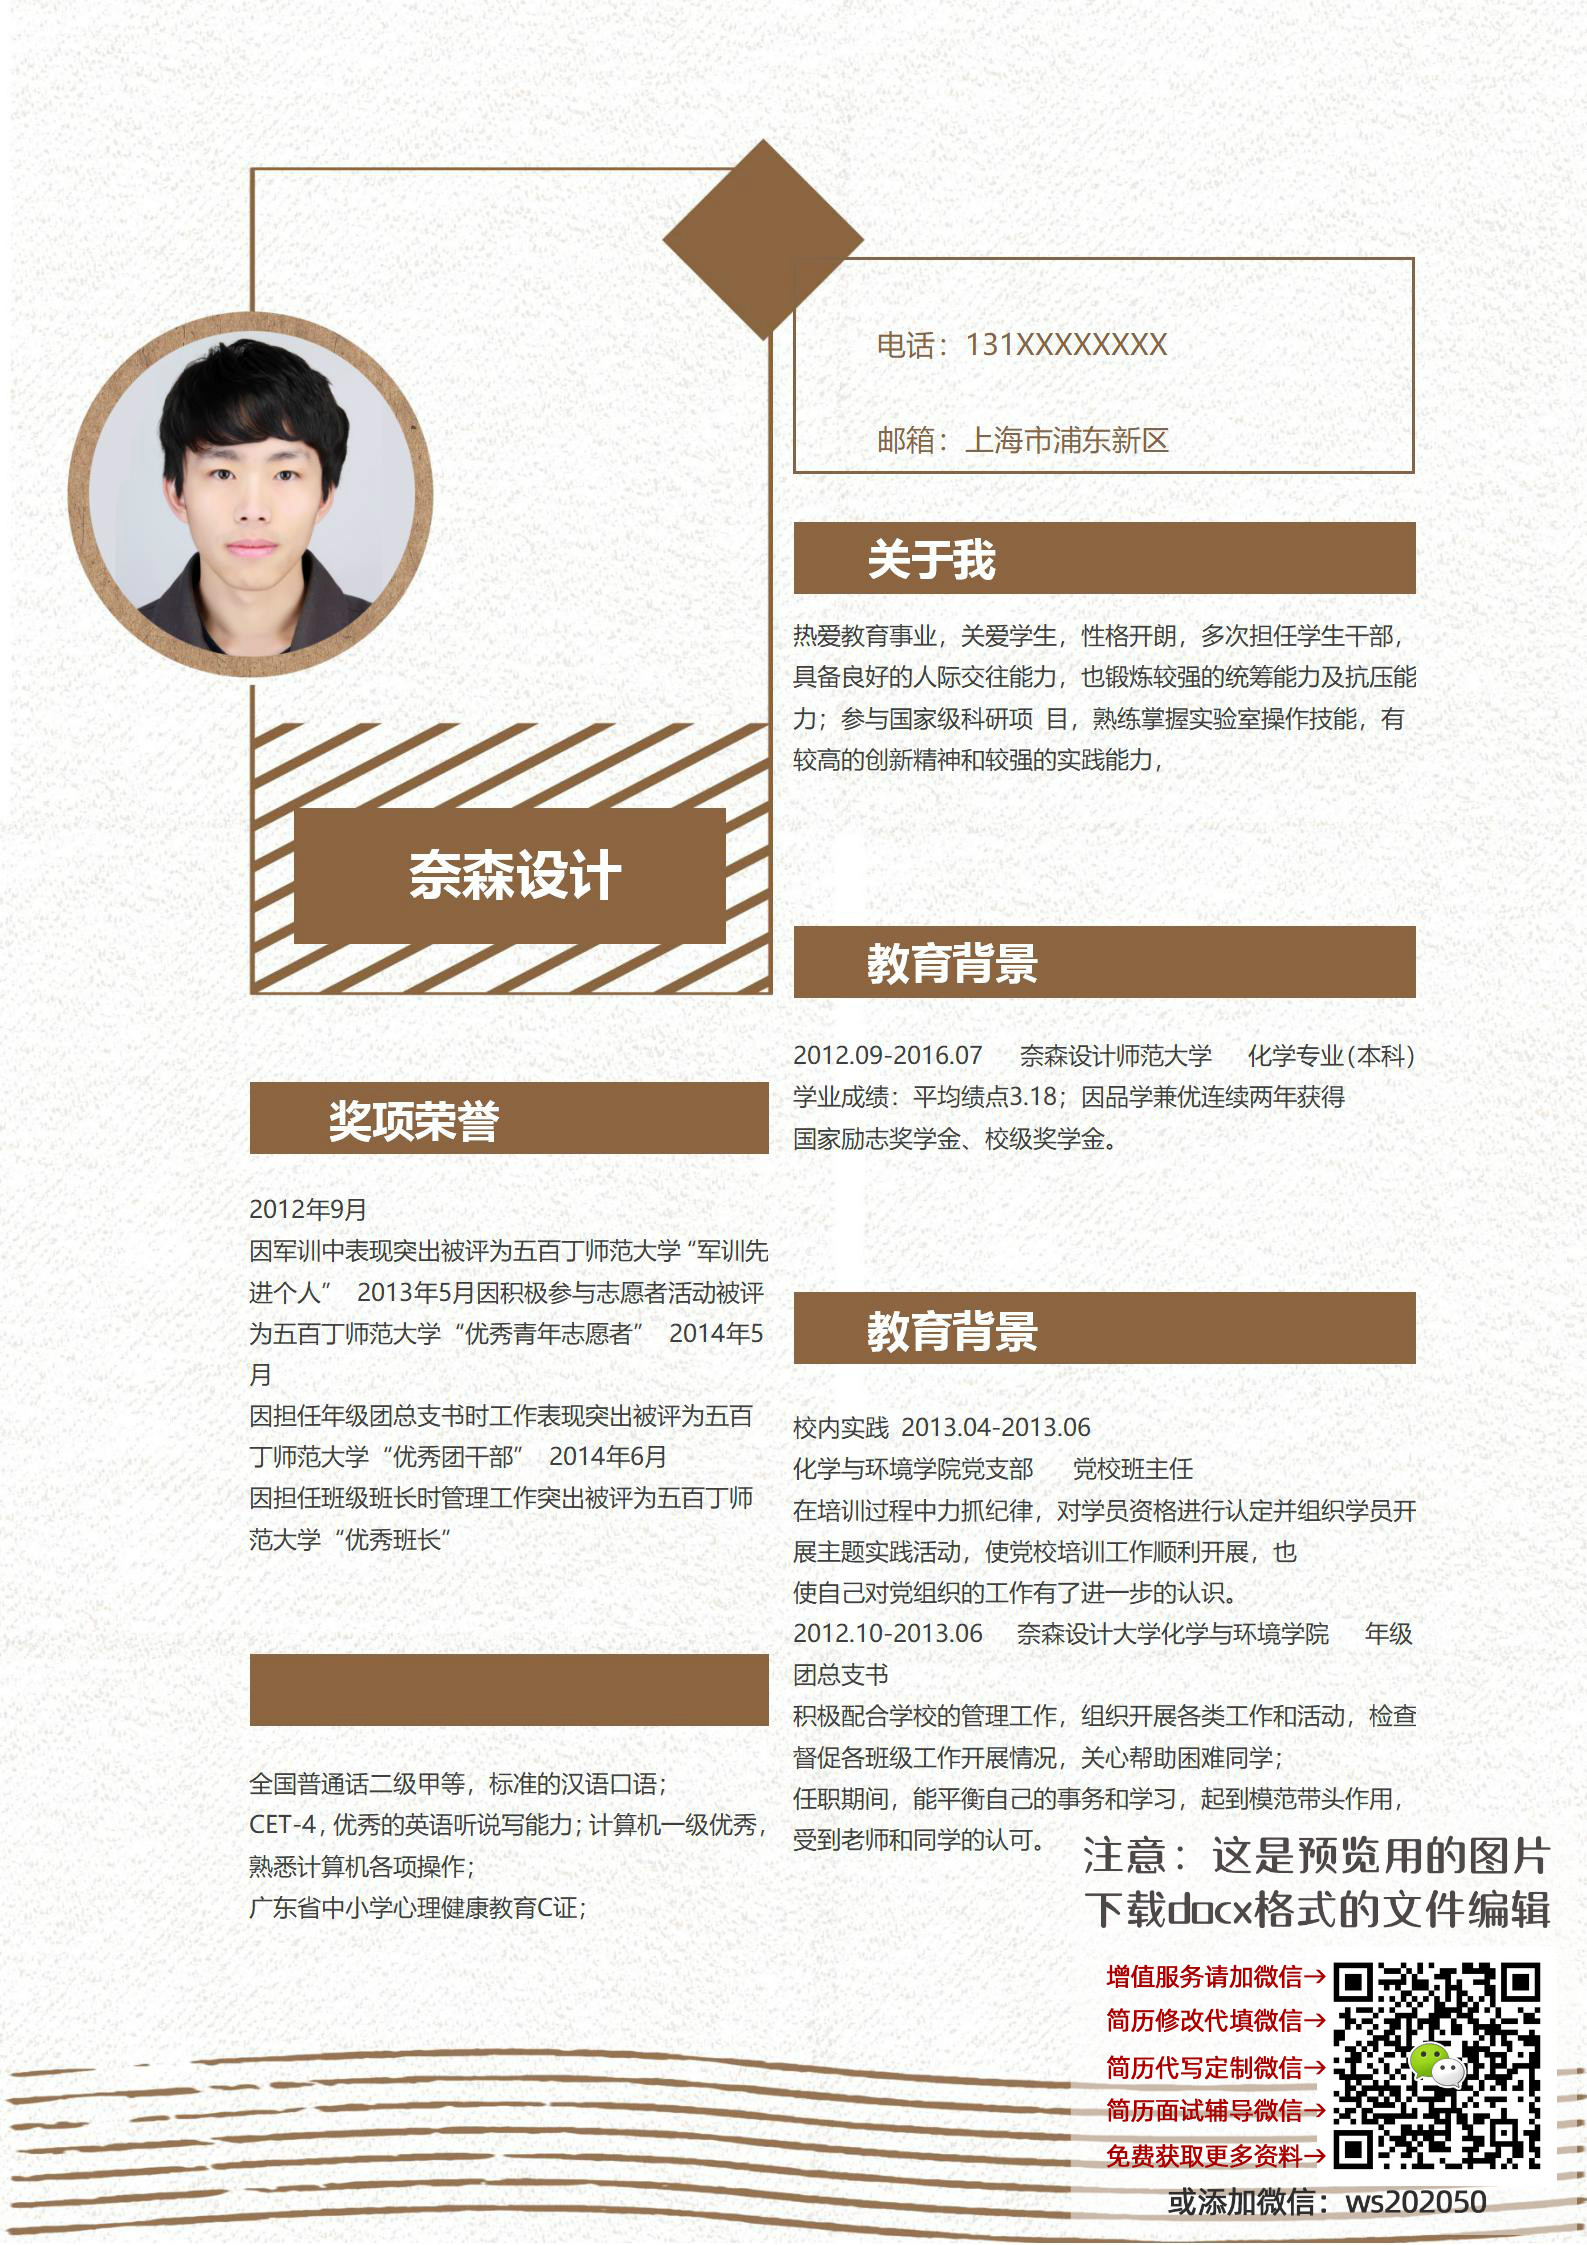 电话：131XXXXXXXX
邮箱：上海市浦东新区
关于我
热爱教育事业，关爱学生，性格开朗，多次担任学生干部，
具备良好的人际交往能力，也锻炼较强的统筹能力及抗压能
力；参与国家级科研项 目，熟练掌握实验室操作技能，有
较高的创新精神和较强的实践能力，
奈森设计
教育背景
2012.09-2016.07 奈森设计师范大学 化学专业（本科）
学业成绩：平均绩点3.18；因品学兼优连续两年获得
国家励志奖学金、校级奖学金。
奖项荣誉
2012年9月
因军训中表现突出被评为五百丁师范大学“军训先
进个人” 2013年5月因积极参与志愿者活动被评
为五百丁师范大学“优秀青年志愿者” 2014年5
月
因担任年级团总支书时工作表现突出被评为五百
丁师范大学“优秀团干部” 2014年6月
因担任班级班长时管理工作突出被评为五百丁师
范大学“优秀班长”
教育背景
校内实践 2013.04-2013.06
化学与环境学院党支部 党校班主任
在培训过程中力抓纪律，对学员资格进行认定并组织学员开
展主题实践活动，使党校培训工作顺利开展，也
使自己对党组织的工作有了进一步的认识。
2012.10-2013.06 奈森设计大学化学与环境学院 年级
团总支书
积极配合学校的管理工作，组织开展各类工作和活动，检查
督促各班级工作开展情况，关心帮助困难同学；
任职期间，能平衡自己的事务和学习，起到模范带头作用，
受到老师和同学的认可。
全国普通话二级甲等，标准的汉语口语；
CET-4，优秀的英语听说写能力；计算机一级优秀，
熟悉计算机各项操作；
广东省中小学心理健康教育C证；
注意：这是预览用的图片
下载docx格式的文件编辑
增值服务请加微信→
简历修改代填微信→
简历代写定制微信→
简历面试辅导微信→
免费获取更多资料→
或添加微信：ws202050